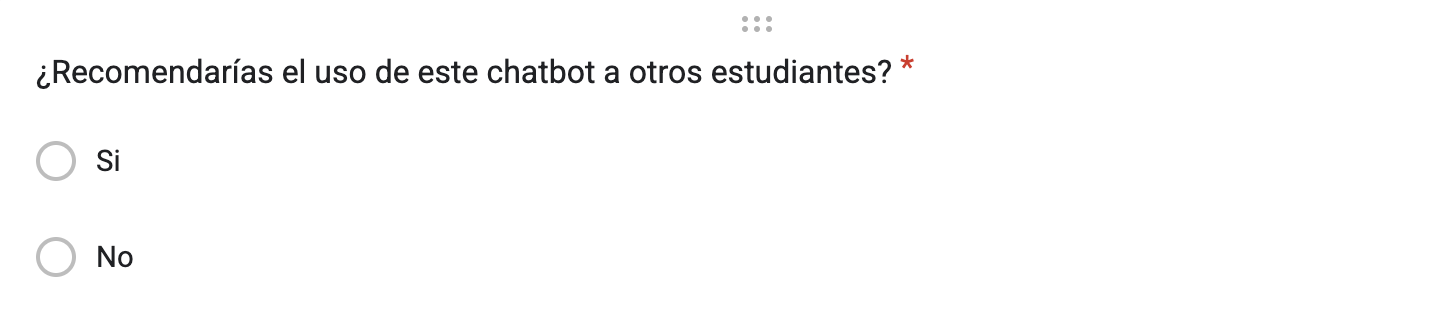 ¿Recomendarías el uso de este chatbot a otros estudiantes? *
Si
No